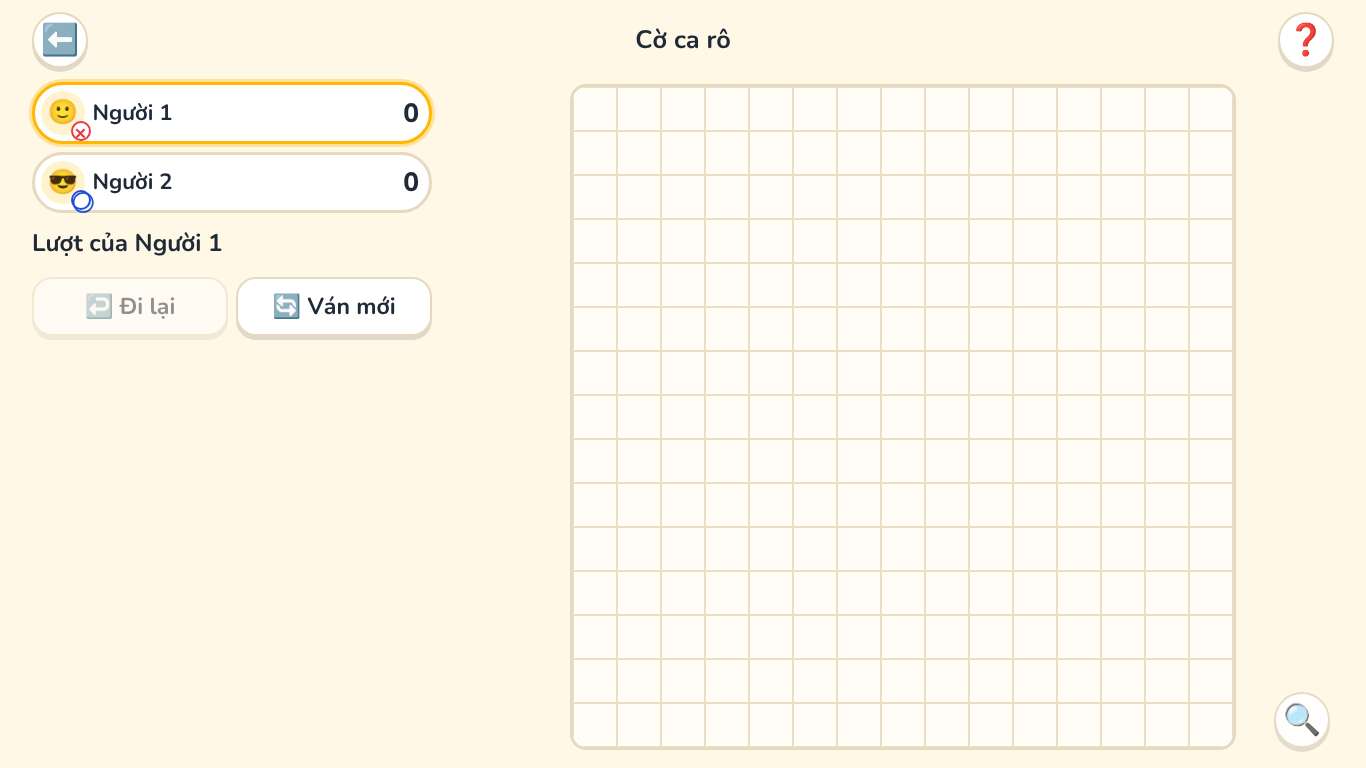 Cờ ca rô
Người 1 0
Người 2 0
Lượt của Người 1
Đi lại
Ván mới